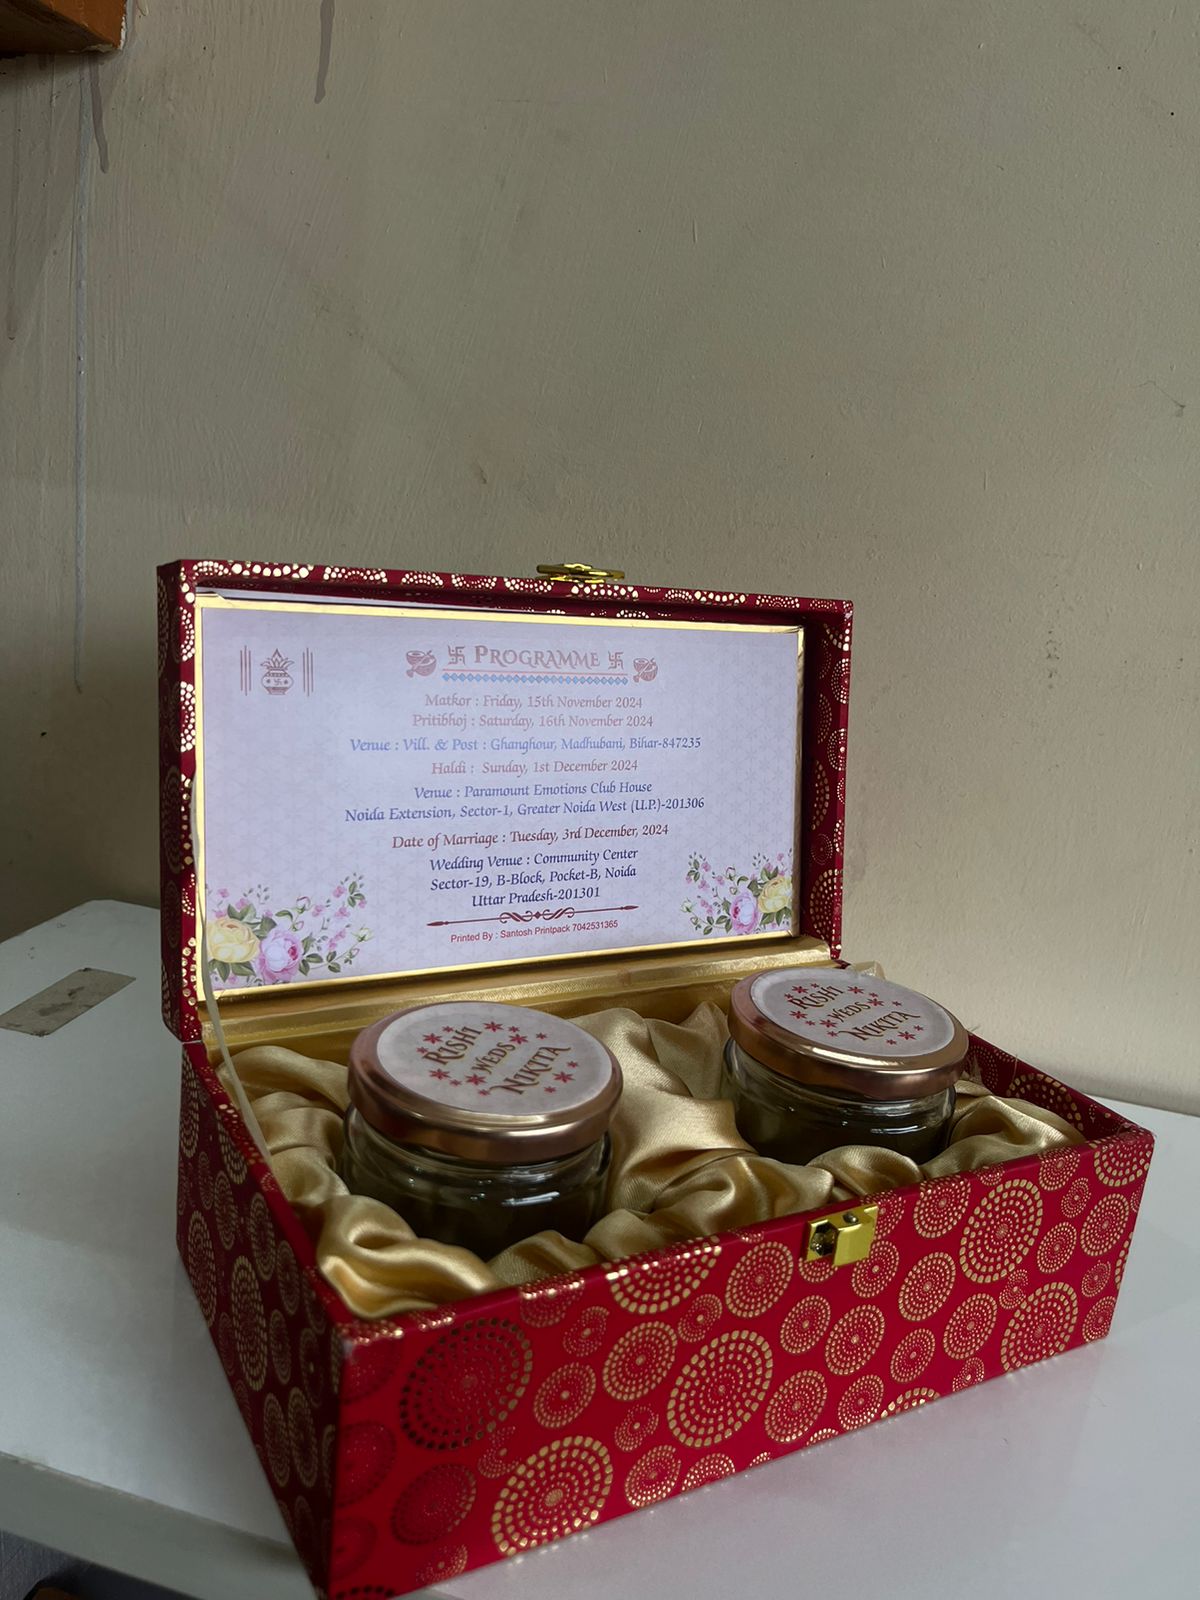 卐 PROGRAMME 卐
Matkor : Friday, 15th November 2024
Pritibhoj : Saturday, 16th November 2024
Venue : Vill. & Post : Ghanghour, Madhubani, Bihar-847235
Haldi : Sunday, 1st December 2024
Venue : Paramount Emotions Club House
Noida Extension, Sector-1, Greater Noida West (U.P.)-201306
Date of Marriage : Tuesday, 3rd December, 2024
Wedding Venue : Community Center
Sector-19, B-Block, Pocket-B, Noida
Uttar Pradesh-201301
Printed By : Santosh Printpack 7042531365
RISHI
WEDS
NIKITA
RISHI
WEDS
NIKITA